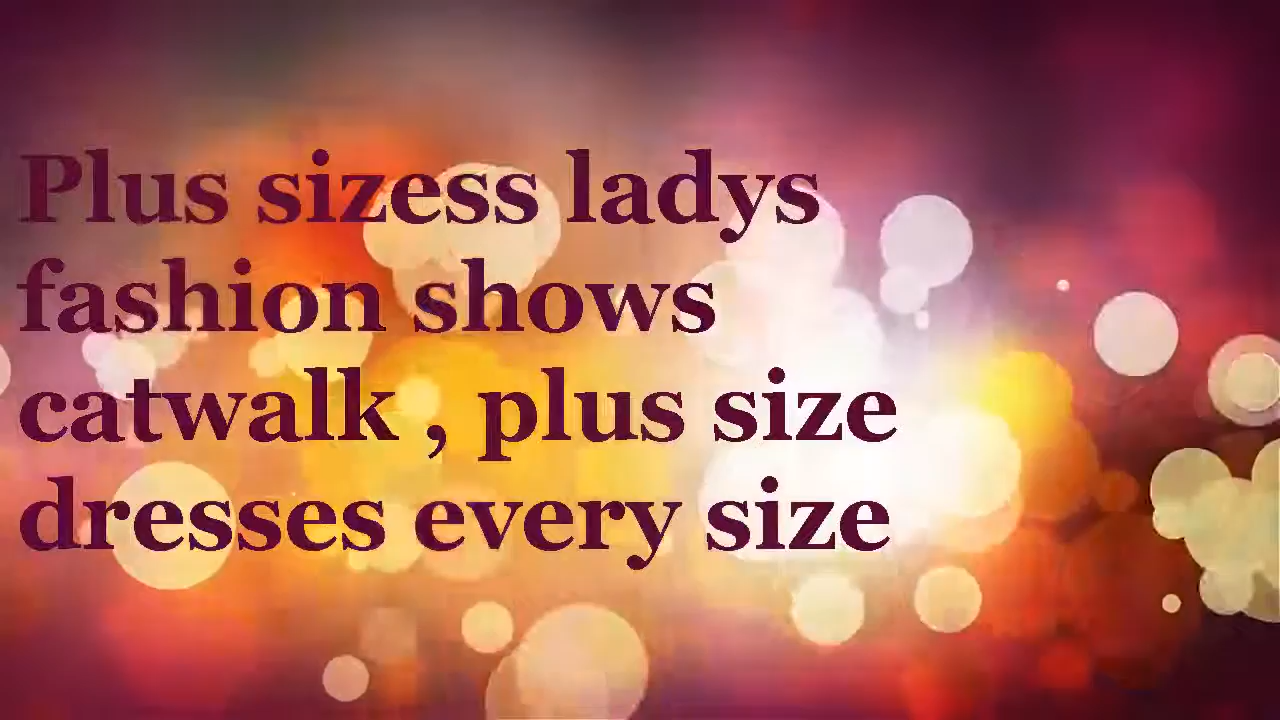 Plus sizess ladys
fashion shows
catwalk , plus size
dresses every size